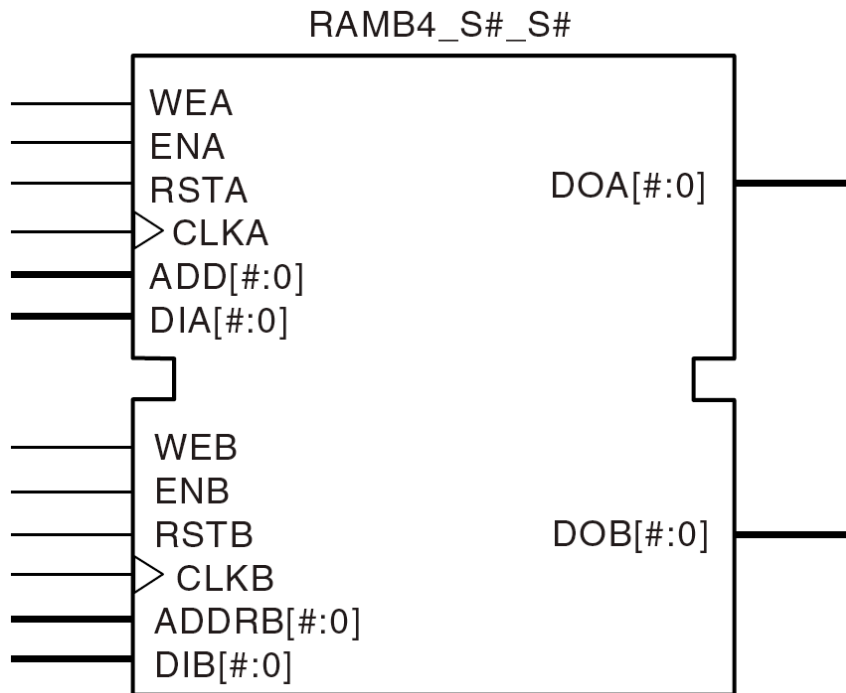 RAMB4_S#_S#
WEA
ENA
RSTA
CLKA
ADD[#:0]
DIA[#:0]
DOA[#:0]
WEB
ENB
RSTB
CLKB
ADDRB[#:0]
DIB[#:0]
DOB[#:0]